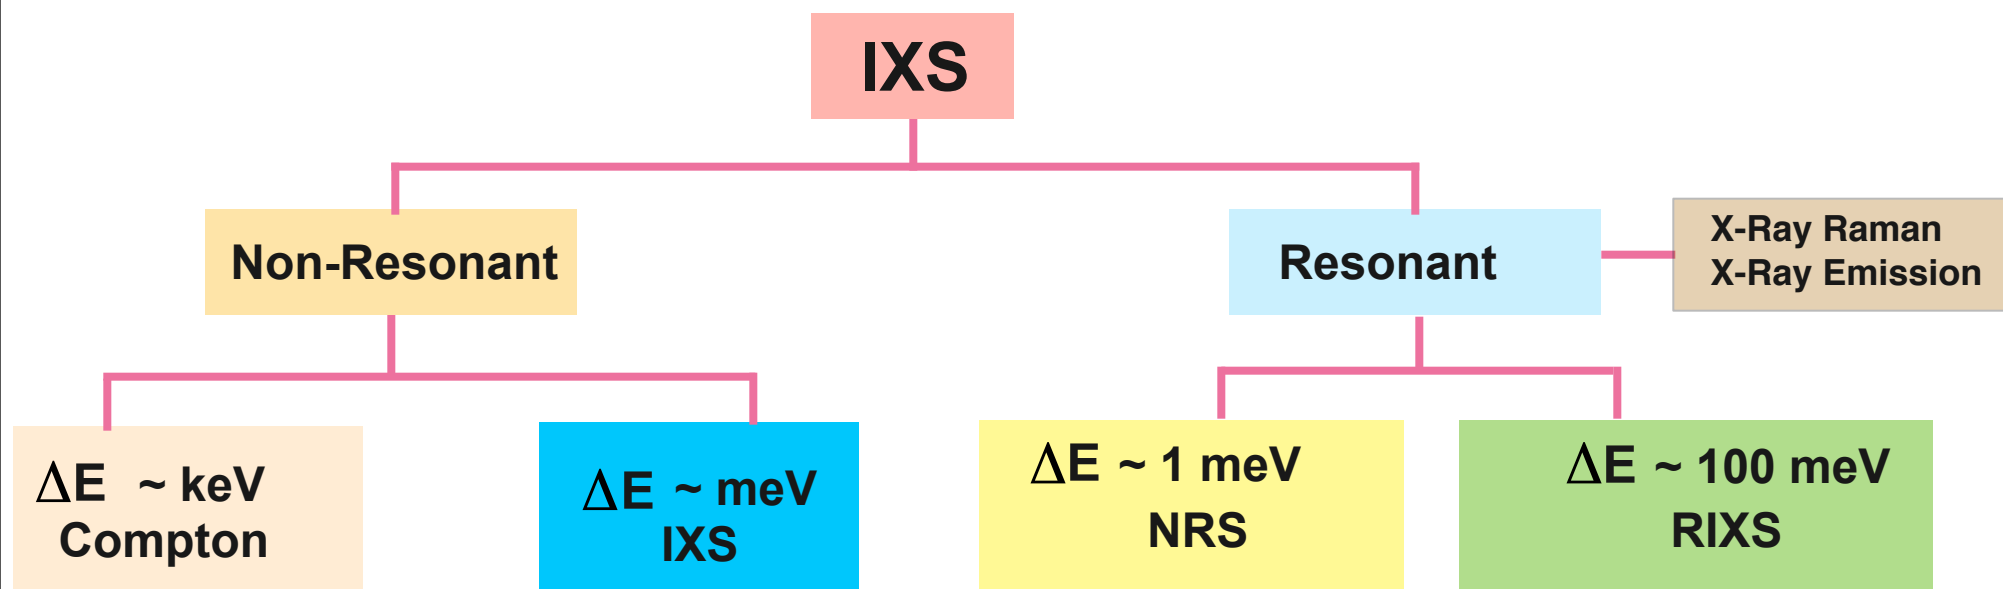 IXS
Non-Resonant
Resonant
X-Ray Raman
X-Ray Emission
ΔE ~ keV
Compton
ΔE ~ meV
IXS
ΔE ~ 1 meV
NRS
ΔE ~ 100 meV
RIXS